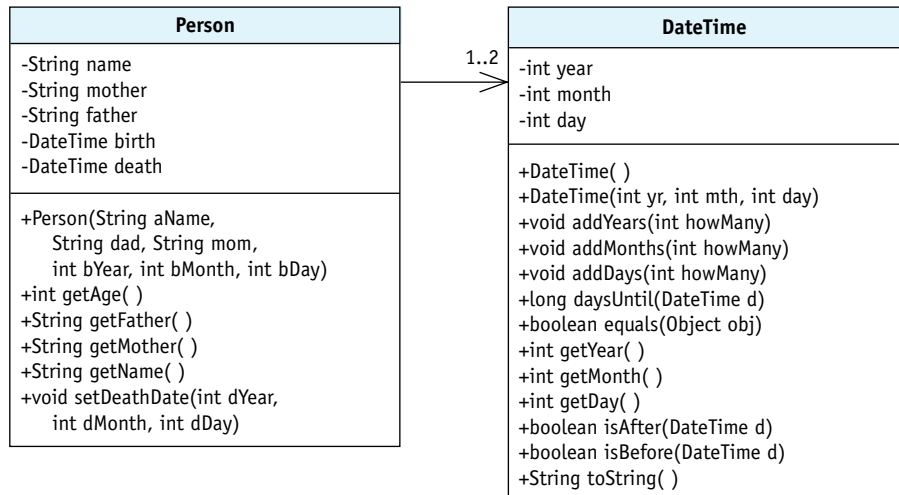 Person
-String name
-String mother
-String father
-DateTime birth
-DateTime death
+Person(String aName,
String dad, String mom,
int bYear, int bMonth, int bDay)
+int getAge( )
+String getFather( )
+String getMother( )
+String getName( )
+void setDeathDate(int dYear,
int dMonth, int dDay)
1..2
DateTime
-int year
-int month
-int day
+DateTime( )
+DateTime(int yr, int mth, int day)
+void addYears(int howMany)
+void addMonths(int howMany)
+void addDays(int howMany)
+long daysUntil(DateTime d)
+boolean equals(Object obj)
+int getYear( )
+int getMonth( )
+int getDay( )
+boolean isAfter(DateTime d)
+boolean isBefore(DateTime d)
+String toString( )